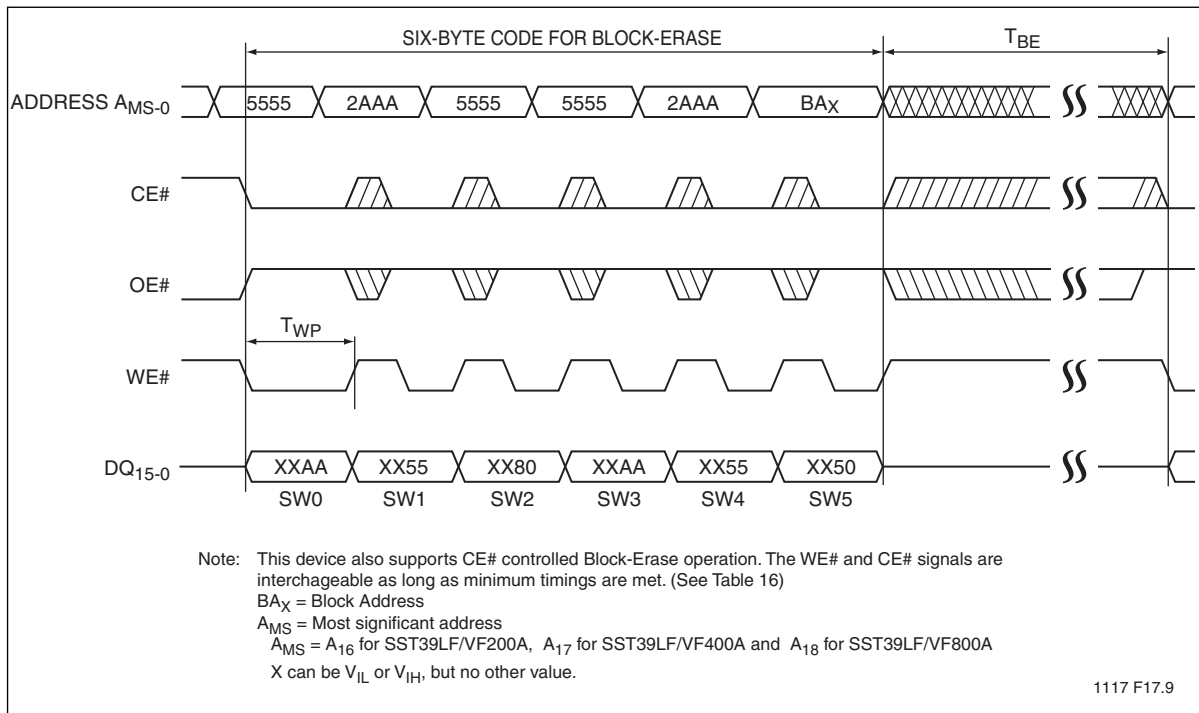 SIX-BYTE CODE FOR BLOCK-ERASE TBE
ADDRESS AMS-0 5555 2AAA 5555 5555 2AAA BAX
CE#
OE#
TWP
WE#
DQ15-0 XXAA XX55 XX80 XXAA XX55 XX50
SW0 SW1 SW2 SW3 SW4 SW5
Note: This device also supports CE# controlled Block-Erase operation. The WE# and CE# signals are
interchageable as long as minimum timings are met. (See Table 16)
BAX = Block Address
AMS = Most significant address
AMS = A16 for SST39LF/VF200A, A17 for SST39LF/VF400A and A18 for SST39LF/VF800A
X can be VIL or VIH, but no other value.
1117 F17.9